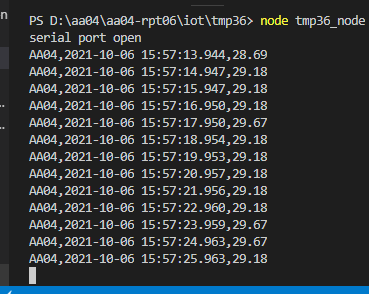 PS D:\aa04\aa04-rpt06\iot\tmp36> node tmp36_node
serial port open
AA04,2021-10-06 15:57:13.944,28.69
AA04,2021-10-06 15:57:14.947,29.18
AA04,2021-10-06 15:57:15.947,29.18
AA04,2021-10-06 15:57:16.950,29.18
AA04,2021-10-06 15:57:17.950,29.67
AA04,2021-10-06 15:57:18.954,29.18
AA04,2021-10-06 15:57:19.953,29.18
AA04,2021-10-06 15:57:20.957,29.18
AA04,2021-10-06 15:57:21.956,29.18
AA04,2021-10-06 15:57:22.960,29.18
AA04,2021-10-06 15:57:23.959,29.67
AA04,2021-10-06 15:57:24.963,29.67
AA04,2021-10-06 15:57:25.963,29.18